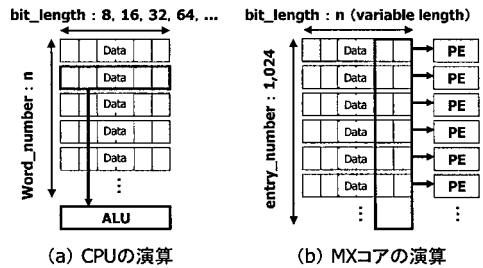 bit_length : 8, 16, 32, 64, ...
Word_number : n
Data
Data
Data
Data
Data
⋮
ALU
(a) CPUの演算
bit_length : n (variable length)
entry_number : 1,024
Data
PE
Data
PE
Data
PE
Data
PE
Data
PE
Data
PE
⋮
⋮
(b) MXコアの演算